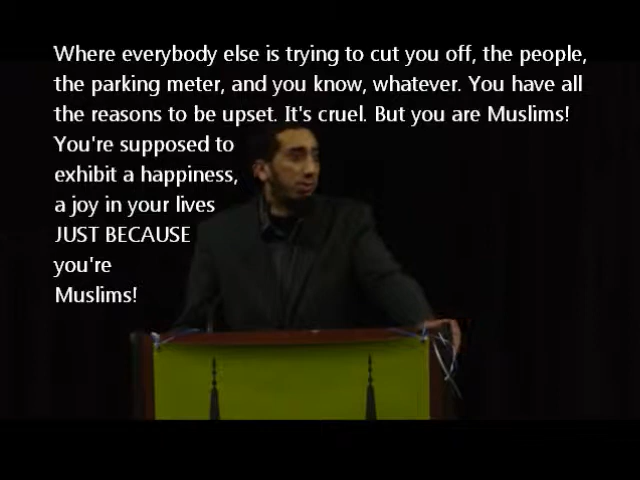 Where everybody else is trying to cut you off, the people,
the parking meter, and you know, whatever. You have all
the reasons to be upset. It's cruel. But you are Muslims!
You're supposed to
exhibit a happiness,
a joy in your lives
JUST BECAUSE
you're
Muslims!